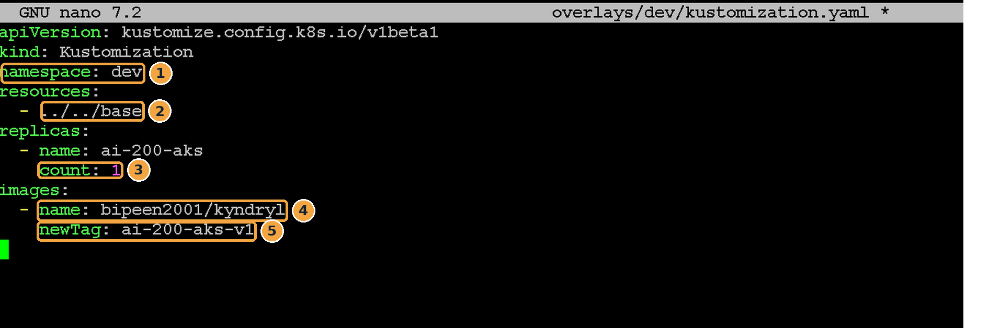 GNU nano 7.2 overlays/dev/kustomization.yaml *
apiVersion: kustomize.config.k8s.io/v1beta1
kind: Kustomization
namespace: dev 1
resources:
  - ../../base 2
replicas:
  - name: ai-200-aks
    count: 1 3
images:
  - name: bipeen2001/kyndryl 4
    newTag: ai-200-aks-v1 5